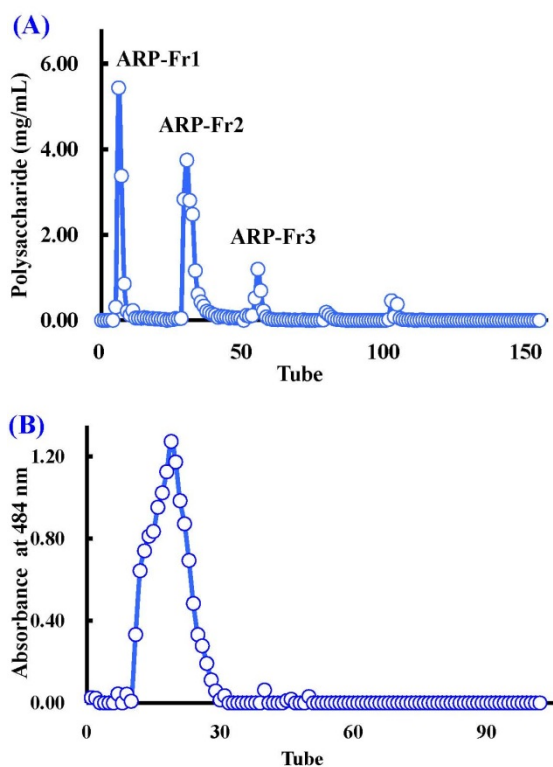 (A)
Polysaccharide (mg/mL)
6.00
4.00
2.00
0.00
ARP-Fr1
ARP-Fr2
ARP-Fr3
0
50
100
150
Tube
(B)
Absorbance at 484 nm
1.20
0.80
0.40
0.00
0
30
60
90
Tube